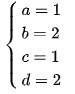 a = 1
b = 2
c = 1
d = 2